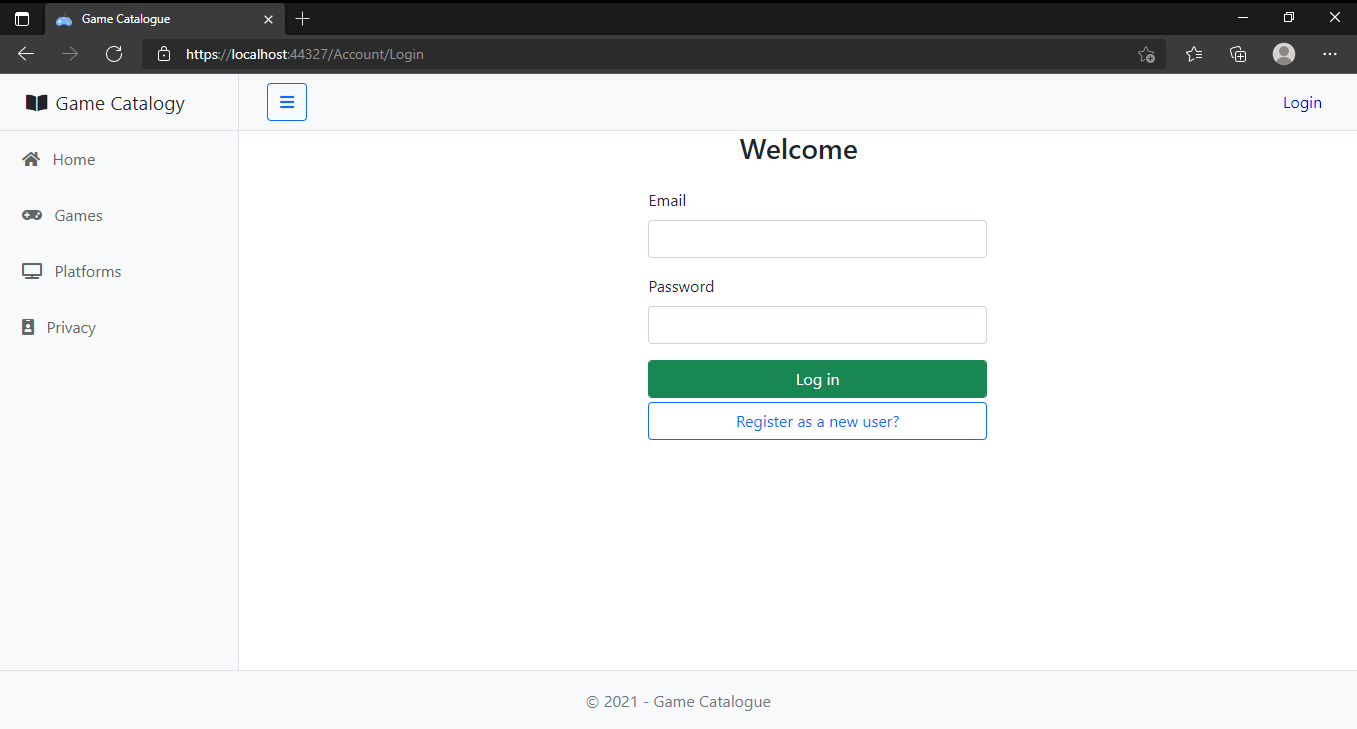 Game Catalogue
https://localhost:44327/Account/Login
Game Catalogy
Login
Home
Games
Platforms
Privacy
Welcome
Email
Password
Log in
Register as a new user?
© 2021 - Game Catalogue